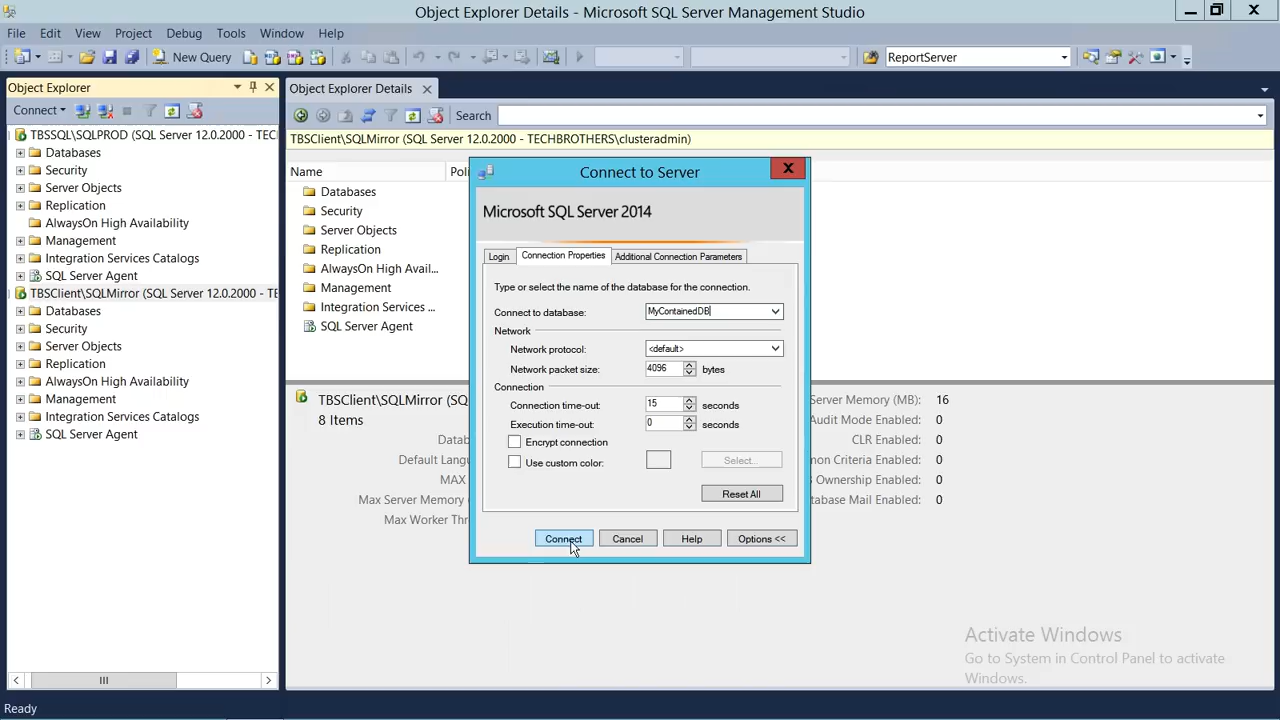 Object Explorer Details - Microsoft SQL Server Management Studio
File Edit View Project Debug Tools Window Help
New Query
ReportServer
Object Explorer
Connect
TBSSQL\SQLPROD (SQL Server 12.0.2000 - TECH
Databases
Security
Server Objects
Replication
AlwaysOn High Availability
Management
Integration Services Catalogs
SQL Server Agent
TBSClient\SQLMirror (SQL Server 12.0.2000 - TE
Databases
Security
Server Objects
Replication
AlwaysOn High Availability
Management
Integration Services Catalogs
SQL Server Agent
Object Explorer Details
Search
TBSClient\SQLMirror (SQL Server 12.0.2000 - TECHBROTHERS\clusteradmin)
Name
Databases
Security
Server Objects
Replication
AlwaysOn High Avail...
Management
Integration Services ...
SQL Server Agent
TBSClient\SQLMirror (SQ
8 Items
Datab
Default Lang
MAX
Max Server Memory (
Max Worker Thr
Server Memory (MB): 16
Audit Mode Enabled: 0
CLR Enabled: 0
mon Criteria Enabled: 0
Ownership Enabled: 0
tabase Mail Enabled: 0
Connect to Server
Microsoft SQL Server 2014
Login Connection Properties Additional Connection Parameters
Type or select the name of the database for the connection.
Connect to database: MyContainedDB
Network
Network protocol: <default>
Network packet size: 4096 bytes
Connection
Connection time-out: 15 seconds
Execution time-out: 0 seconds
Encrypt connection
Use custom color: Select...
Reset All
Connect Cancel Help Options <<
Activate Windows
Go to System in Control Panel to activate
Windows.
Ready